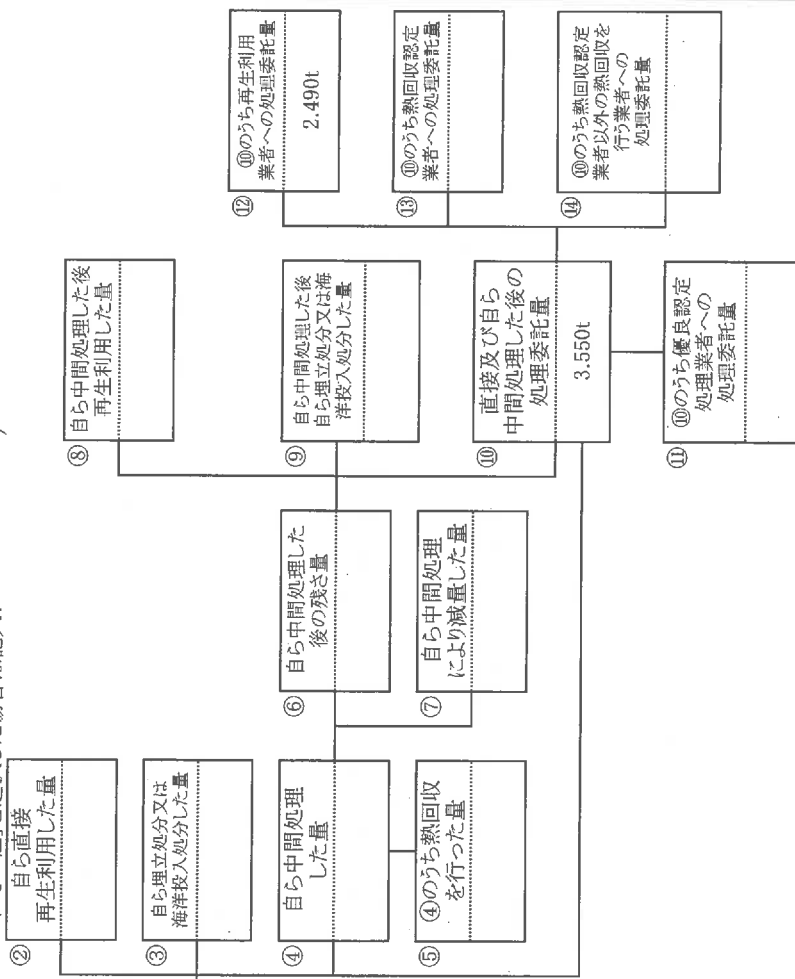 ②
自ら直接
再生利用した量
③
自ら埋立処分又は
海洋投入処分した量
④
自ら中間処理
した量
⑤
④のうち熱回収
を行った量
⑥
自ら中間処理した
後の残さ量
⑦
自ら中間処理
により減量した量
⑧
自ら中間処理した後
再生利用した量
⑨
自ら中間処理した後
自ら埋立処分又は海
洋投入処分した量
⑩
直接及び自ら
中間処理した後の
処理委託量
3.550t
⑪
⑩のうち優良認定
処理業者への
処理委託量
⑫
⑩のうち再生利用
業者への処理委託量
2.490t
⑬
⑩のうち熱回収認定
業者への処理委託量
⑭
⑩のうち熱回収認定
業者以外の熱回収を
行う業者への
処理委託量